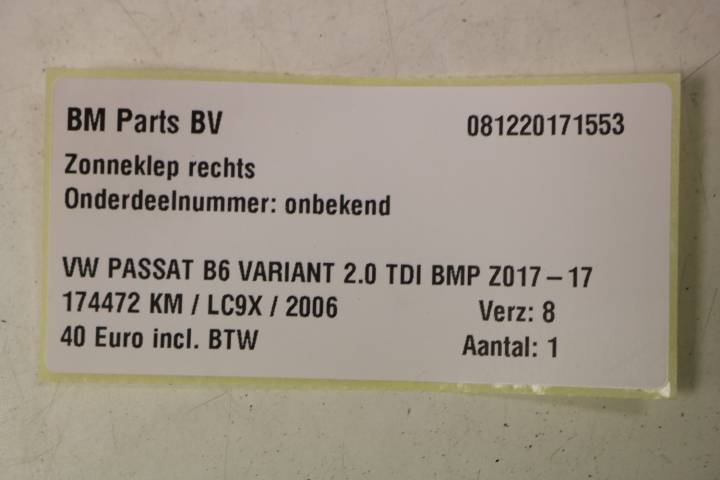 BM Parts BV 081220171553
Zonneklep rechts
Onderdeelnummer: onbekend
VW PASSAT B6 VARIANT 2.0 TDI BMP Z017-17
174472 KM / LC9X / 2006 Verz: 8
40 Euro incl. BTW Aantal: 1